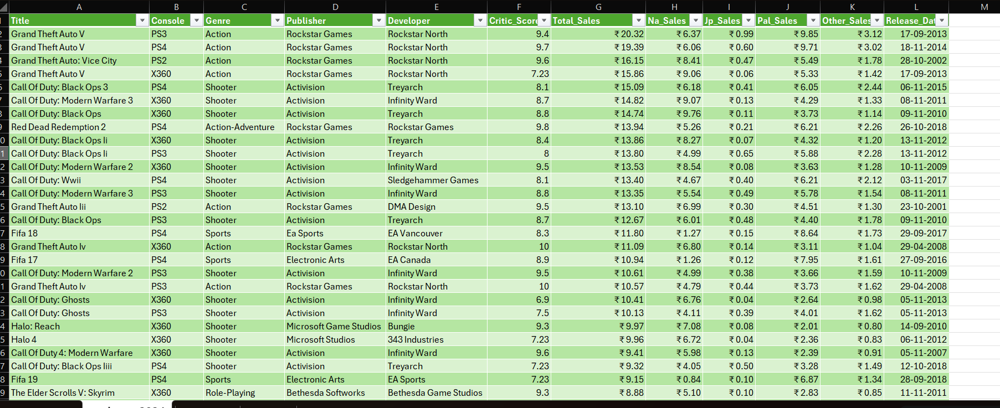 A B C D E F G H I J K L M
Title Console Genre Publisher Developer Critic_Score Total_Sales Na_Sales Jp_Sales Pal_Sales Other_Sales Release_Dat
Grand Theft Auto V PS3 Action Rockstar Games Rockstar North 9.4 ₹ 20.32 ₹ 6.37 ₹ 0.99 ₹ 9.85 ₹ 3.12 17-09-2013
Grand Theft Auto V PS4 Action Rockstar Games Rockstar North 9.7 ₹ 19.39 ₹ 6.06 ₹ 0.60 ₹ 9.71 ₹ 3.02 18-11-2014
Grand Theft Auto: Vice City PS2 Action Rockstar Games Rockstar North 9.6 ₹ 16.15 ₹ 8.41 ₹ 0.47 ₹ 5.49 ₹ 1.78 28-10-2002
Grand Theft Auto V X360 Action Rockstar Games Rockstar North 7.23 ₹ 15.86 ₹ 9.06 ₹ 0.06 ₹ 5.33 ₹ 1.42 17-09-2013
Call Of Duty: Black Ops 3 PS4 Shooter Activision Treyarch 8.1 ₹ 15.09 ₹ 6.18 ₹ 0.41 ₹ 6.05 ₹ 2.44 06-11-2015
Call Of Duty: Modern Warfare 3 X360 Shooter Activision Infinity Ward 8.7 ₹ 14.82 ₹ 9.07 ₹ 0.13 ₹ 4.29 ₹ 1.33 08-11-2011
Call Of Duty: Black Ops X360 Shooter Activision Treyarch 8.8 ₹ 14.74 ₹ 9.76 ₹ 0.11 ₹ 3.73 ₹ 1.14 09-11-2010
Red Dead Redemption 2 PS4 Action-Adventure Rockstar Games Rockstar Games 9.8 ₹ 13.94 ₹ 5.26 ₹ 0.21 ₹ 6.21 ₹ 2.26 26-10-2018
Call Of Duty: Black Ops Ii X360 Shooter Activision Treyarch 8.4 ₹ 13.86 ₹ 8.27 ₹ 0.07 ₹ 4.32 ₹ 1.20 13-11-2012
Call Of Duty: Black Ops Ii PS3 Shooter Activision Treyarch 8 ₹ 13.80 ₹ 4.99 ₹ 0.65 ₹ 5.88 ₹ 2.28 13-11-2012
Call Of Duty: Modern Warfare 2 X360 Shooter Activision Infinity Ward 9.5 ₹ 13.53 ₹ 8.54 ₹ 0.08 ₹ 3.63 ₹ 1.28 10-11-2009
Call Of Duty: Wwii PS4 Shooter Activision Sledgehammer Games 8.1 ₹ 13.40 ₹ 4.67 ₹ 0.40 ₹ 6.21 ₹ 2.12 03-11-2017
Call Of Duty: Modern Warfare 3 PS3 Shooter Activision Infinity Ward 8.8 ₹ 13.35 ₹ 5.54 ₹ 0.49 ₹ 5.78 ₹ 1.54 08-11-2011
Grand Theft Auto Iii PS2 Action Rockstar Games DMA Design 9.5 ₹ 13.10 ₹ 6.99 ₹ 0.30 ₹ 4.51 ₹ 1.30 23-10-2001
Call Of Duty: Black Ops PS3 Shooter Activision Treyarch 8.7 ₹ 12.67 ₹ 6.01 ₹ 0.48 ₹ 4.40 ₹ 1.78 09-11-2010
Fifa 18 PS4 Sports Ea Sports EA Vancouver 8.3 ₹ 11.80 ₹ 1.27 ₹ 0.15 ₹ 8.64 ₹ 1.73 29-09-2017
Grand Theft Auto Iv X360 Action Rockstar Games Rockstar North 10 ₹ 11.09 ₹ 6.80 ₹ 0.14 ₹ 3.11 ₹ 1.04 29-04-2008
Fifa 17 PS4 Sports Electronic Arts EA Canada 8.9 ₹ 10.94 ₹ 1.26 ₹ 0.12 ₹ 7.95 ₹ 1.61 27-09-2016
Call Of Duty: Modern Warfare 2 PS3 Shooter Activision Infinity Ward 9.5 ₹ 10.61 ₹ 4.99 ₹ 0.38 ₹ 3.66 ₹ 1.59 10-11-2009
Grand Theft Auto Iv PS3 Action Rockstar Games Rockstar North 10 ₹ 10.57 ₹ 4.79 ₹ 0.44 ₹ 3.73 ₹ 1.62 29-04-2008
Call Of Duty: Ghosts X360 Shooter Activision Infinity Ward 6.9 ₹ 10.41 ₹ 6.76 ₹ 0.04 ₹ 2.64 ₹ 0.98 05-11-2013
Call Of Duty: Ghosts PS3 Shooter Activision Infinity Ward 7.5 ₹ 10.13 ₹ 4.11 ₹ 0.39 ₹ 4.01 ₹ 1.62 05-11-2013
Halo: Reach X360 Shooter Microsoft Game Studios Bungie 9.3 ₹ 9.97 ₹ 7.08 ₹ 0.08 ₹ 2.01 ₹ 0.80 14-09-2010
Halo 4 X360 Shooter Microsoft Studios 343 Industries 7.23 ₹ 9.96 ₹ 6.72 ₹ 0.04 ₹ 2.36 ₹ 0.83 06-11-2012
Call Of Duty 4: Modern Warfare X360 Shooter Activision Infinity Ward 9.6 ₹ 9.41 ₹ 5.98 ₹ 0.13 ₹ 2.39 ₹ 0.91 05-11-2007
Call Of Duty: Black Ops Iiii PS4 Shooter Activision Treyarch 7.23 ₹ 9.32 ₹ 4.05 ₹ 0.50 ₹ 3.28 ₹ 1.49 12-10-2018
Fifa 19 PS4 Sports Electronic Arts EA Sports 7.23 ₹ 9.15 ₹ 0.84 ₹ 0.10 ₹ 6.87 ₹ 1.34 28-09-2018
The Elder Scrolls V: Skyrim X360 Role-Playing Bethesda Softworks Bethesda Game Studios 9.3 ₹ 8.88 ₹ 5.10 ₹ 0.10 ₹ 2.83 ₹ 0.85 11-11-2011